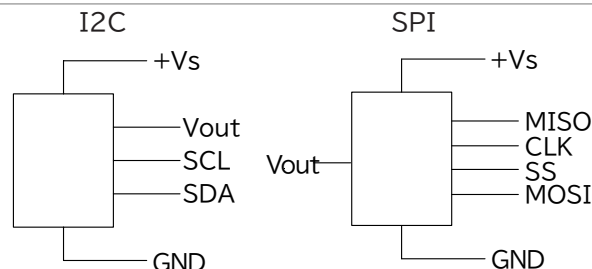 I2C
+Vs
Vout
SCL
SDA
GND
SPI
+Vs
Vout
MISO
CLK
SS
MOSI
GND